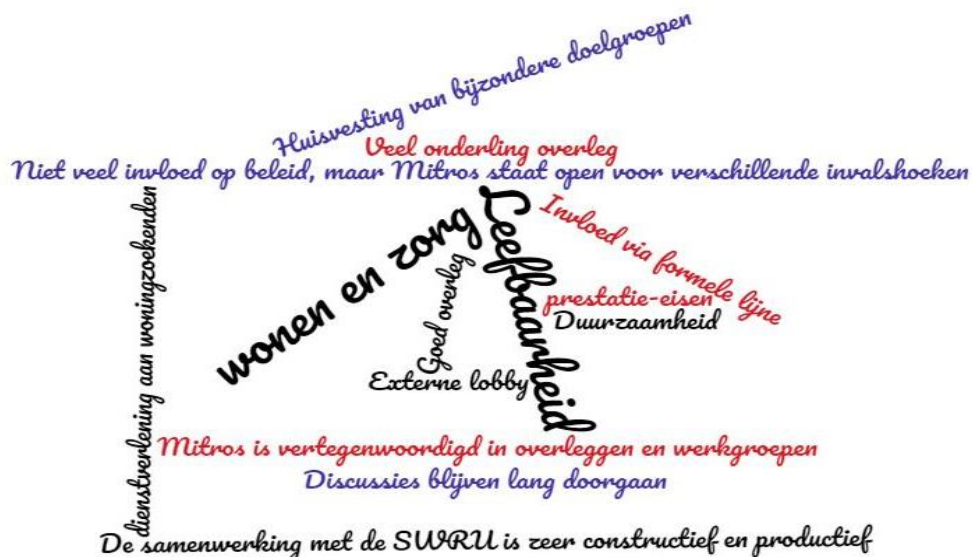 Huisvesting van bijzondere doelgroepen
Veel onderling overleg
Niet veel invloed op beleid, maar Mitros staat open voor verschillende invalshoeken
dienstverlening aan woningzoekenden
wonen en zorg
Goed overleg
Leefbaarheid
Invloed via formele lijne
prestatie-eisen
Duurzaamheid
Externe lobby
Mitros is vertegenwoordigd in overleggen en werkgroepen
Discussies blijven lang doorgaan
De samenwerking met de SWRU is zeer constructief en productief